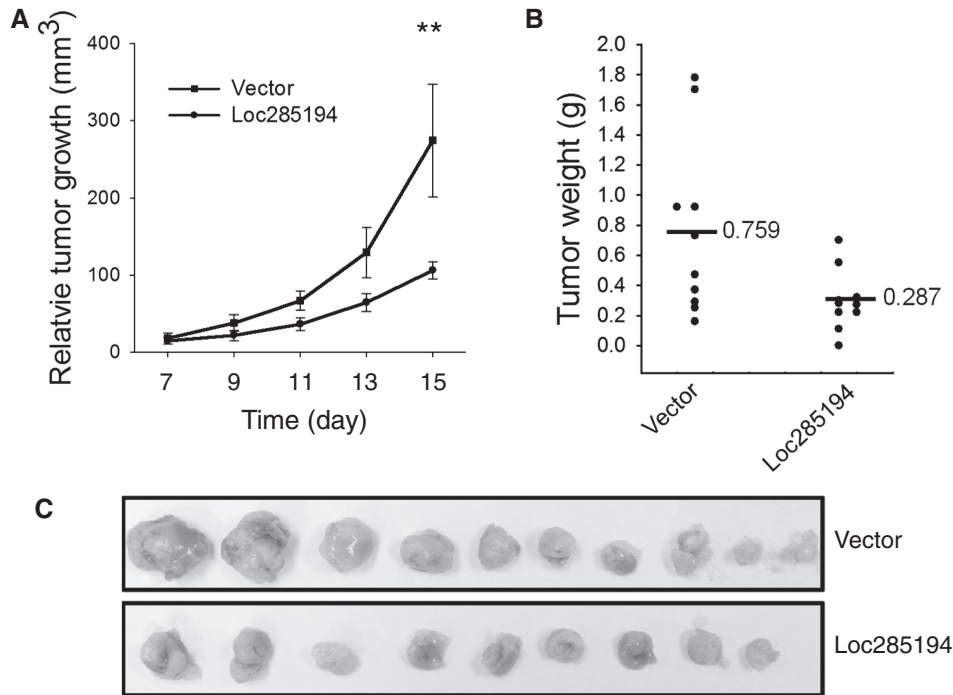 A
**
Relatvie tumor growth (mm3)
400
300
200
100
0
Vector
Loc285194
7 9 11 13 15
Time (day)
B
Tumor weight (g)
2.0
1.8
1.6
1.4
1.2
1.0
0.8
0.6
0.4
0.2
0.0
0.759
0.287
Vector
Loc285194
C
Vector
Loc285194